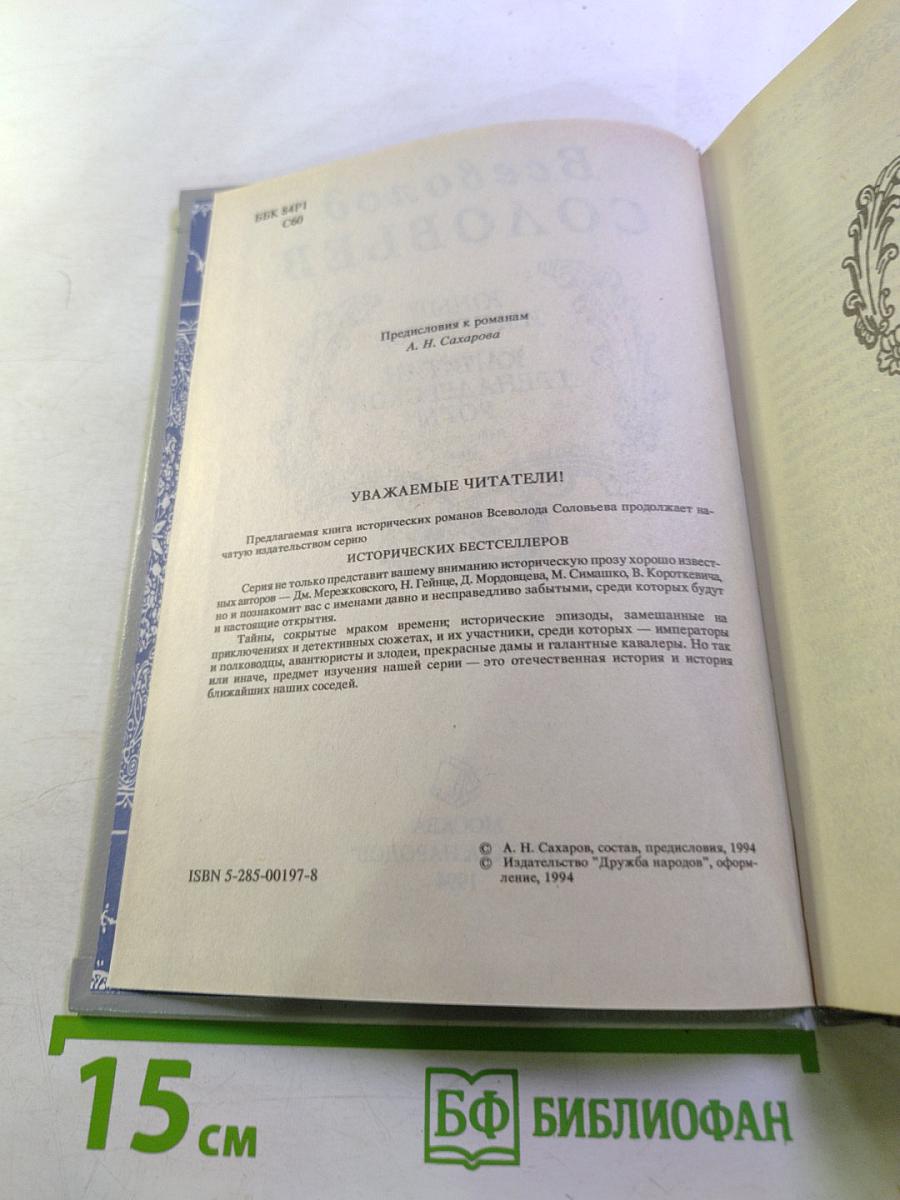 ББК 84Р1
С60
Предисловия к романам
А. Н. Сахарова
УВАЖАЕМЫЕ ЧИТАТЕЛИ!
Предлагаемая книга исторических романов Всеволода Соловьева продолжает на-
чатую издательством серию
ИСТОРИЧЕСКИХ БЕСТСЕЛЛЕРОВ
Серия не только представит вашему вниманию историческую прозу хорошо извест-
ных авторов — Дм. Мережковского, Н. Гейнце, Д. Мордовцева, М. Симашко, В. Короткевича,
но и познакомит вас с именами давно и несправедливо забытыми, среди которых будут
и настоящие открытия.
Тайны, сокрытые мраком времени; исторические эпизоды, замешанные на
приключениях и детективных сюжетах, и их участники, среди которых — императоры
и полководцы, авантюристы и злодеи, прекрасные дамы и галантные кавалеры. Но так
или иначе, предмет изучения нашей серии — это отечественная история и история
ближайших наших соседей.
ISBN 5-285-00197-8
© А. Н. Сахаров, состав, предисловия, 1994
© Издательство "Дружба народов", оформ-
ление, 1994
15 см
БФ БИБЛИОФАН